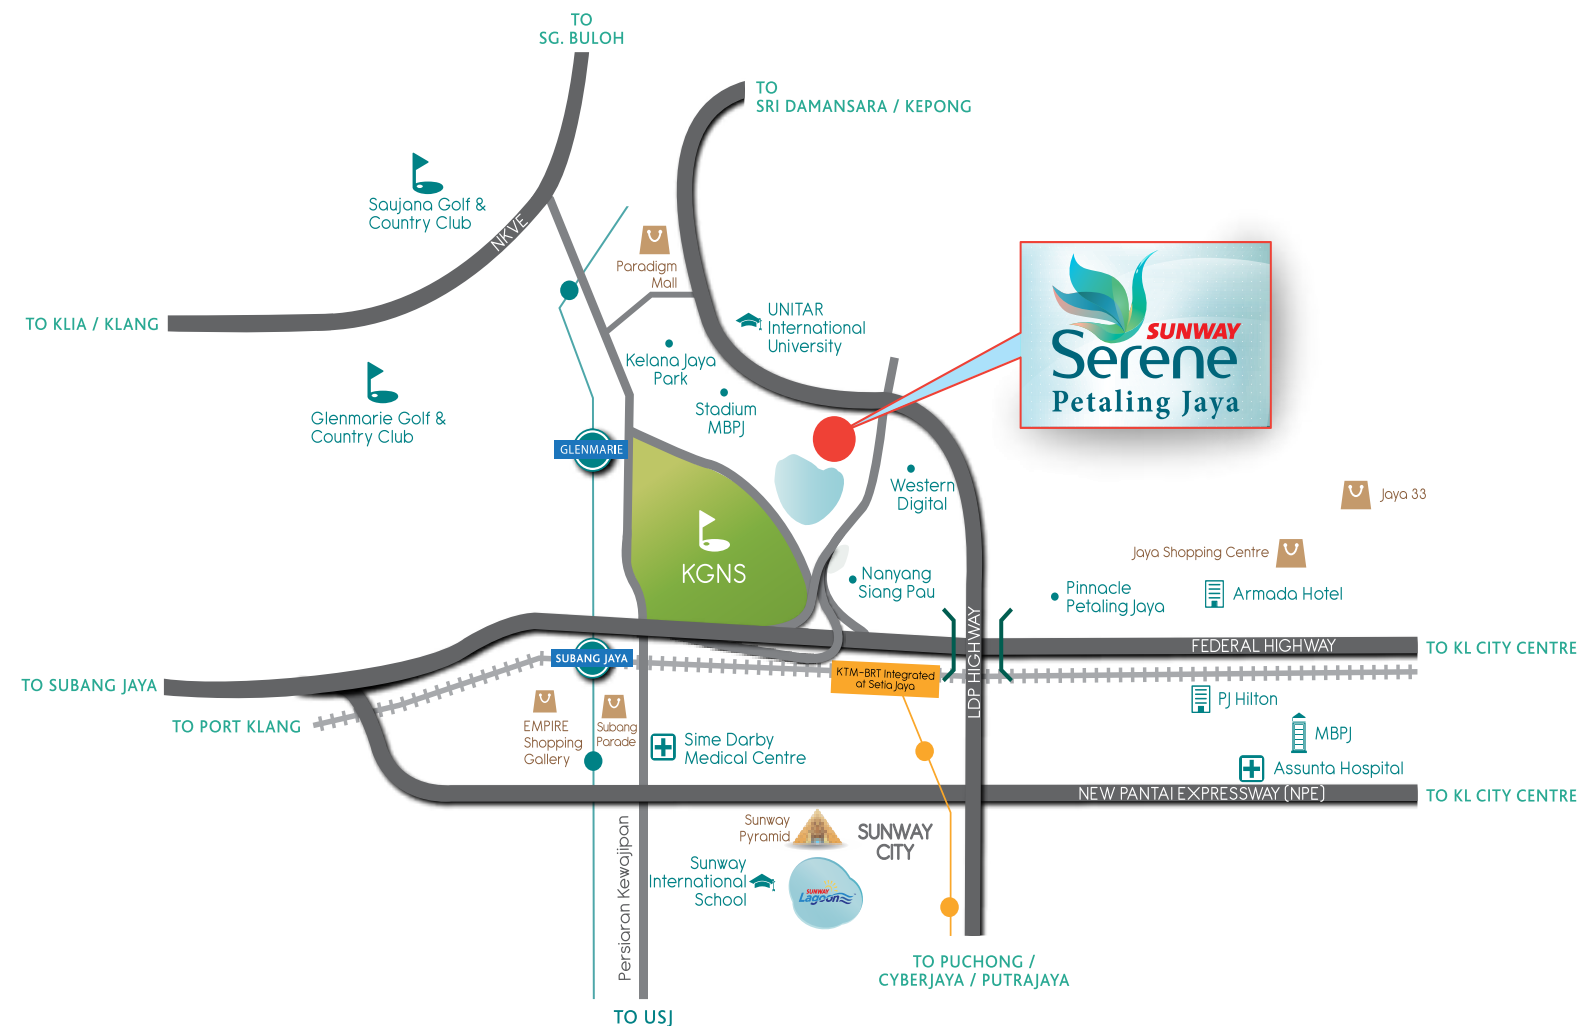 TO
SG. BULOH
TO
SRI DAMANSARA / KEPONG
Saujana Golf &
Country Club
NKVE
Paradigm
Mall
TO KLIA / KLANG
UNITAR
International
University
SUNWAY
Serene
Petaling Jaya
Kelana Jaya
Park
Stadium
MBPJ
Glenmarie Golf &
Country Club
GLENMARIE
Western
Digital
Jaya 33
KGNS
Jaya Shopping Centre
Nanyang
Siang Pau
Pinnacle
Petaling Jaya
Armada Hotel
FEDERAL HIGHWAY
TO KL CITY CENTRE
SUBANG JAYA
KTM-BRT Integrated
at Setia Jaya
LDP HIGHWAY
TO SUBANG JAYA
TO PORT KLANG
EMPIRE
Shopping
Gallery
Subang
Parade
Sime Darby
Medical Centre
PJ Hilton
MBPJ
Assunta Hospital
NEW PANTAI EXPRESSWAY (NPE)
TO KL CITY CENTRE
Sunway
Pyramid
SUNWAY
CITY
Sunway
International
School
SUNWAY
Lagoon
Persiaran Kewajipan
TO PUCHONG /
CYBERJAYA / PUTRAJAYA
TO USJ